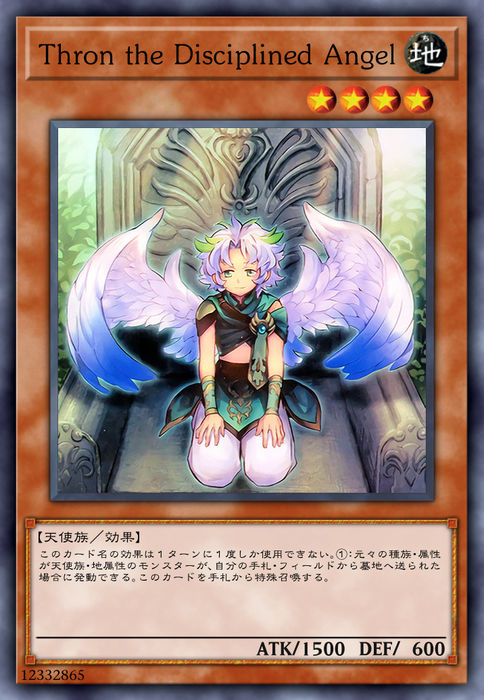 Thron the Disciplined Angel
ち
地
【天使族／効果】
このカード名の効果は１ターンに１度しか使用できない。①：元々の種族・属性
が天使族・地属性のモンスターが、自分の手札・フィールドから墓地へ送られた
場合に発動できる。このカードを手札から特殊召喚する。
ATK/1500 DEF/ 600
12332865